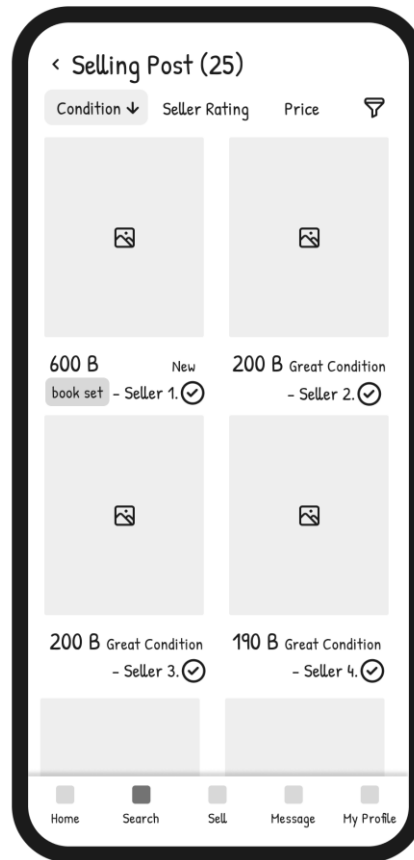 ‹ Selling Post (25)
Condition ↓ Seller Rating Price
600 B New
book set - Seller 1.
200 B Great Condition
- Seller 2.
200 B Great Condition
- Seller 3.
190 B Great Condition
- Seller 4.
Home Search Sell Message My Profile